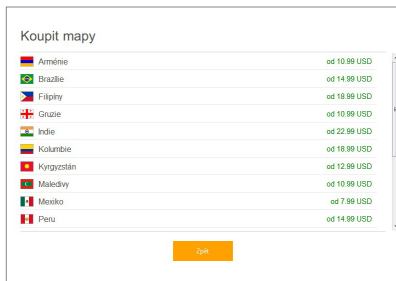 Koupit mapy
Arménie od 10.99 USD
Brazílie od 14.99 USD
Filipíny od 18.99 USD
Gruzie od 10.99 USD
Indie od 22.99 USD
Kolumbie od 18.99 USD
Kyrgyzstán od 12.99 USD
Maledivy od 10.99 USD
Mexiko od 7.99 USD
Peru od 14.99 USD
Zpět